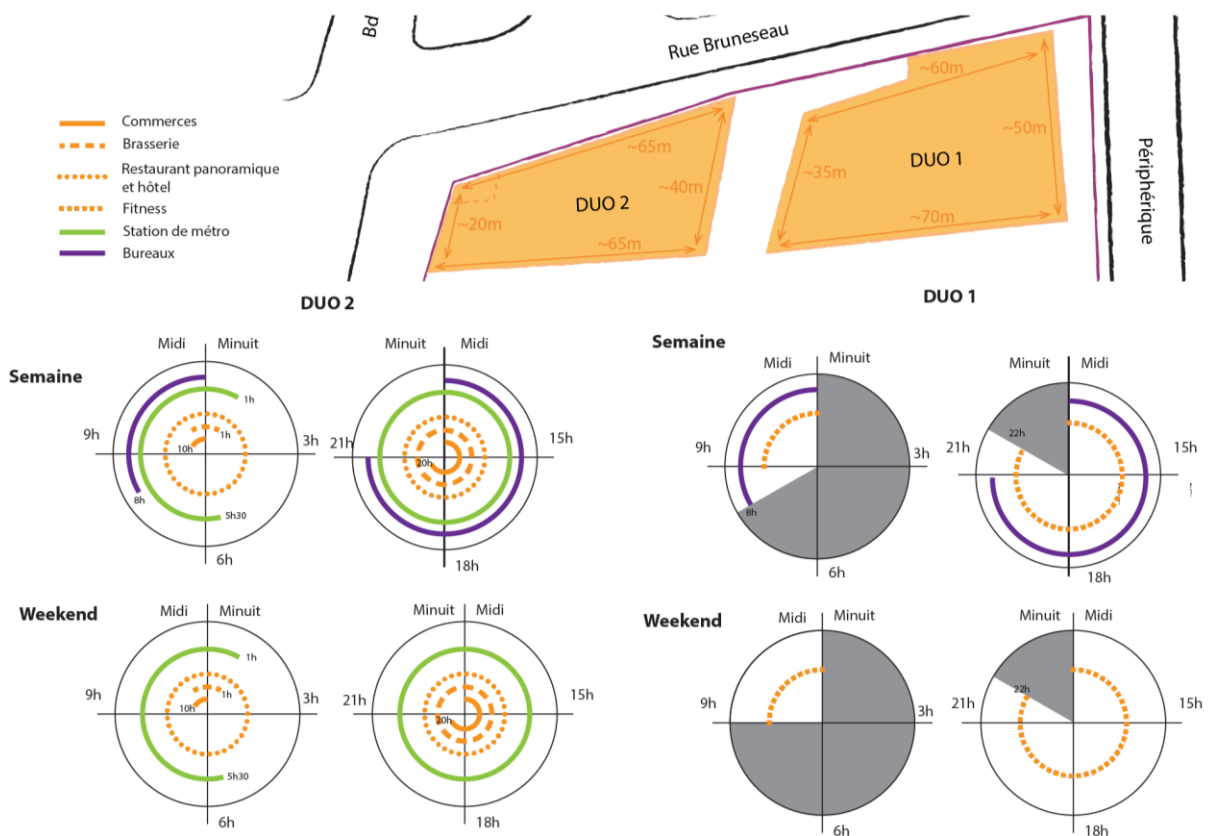 Bd
Rue Bruneseau
Périphérique
~60m
~50m
~35m
~70m
DUO 1
~65m
~40m
~20m
~65m
DUO 2
Commerces
Brasserie
Restaurant panoramique
et hôtel
Fitness
Station de métro
Bureaux
DUO 2
DUO 1
Semaine
Midi
Minuit
9h
3h
6h
1h
1h
10h
8h
5h30
Minuit
Midi
21h
15h
18h
20h
Semaine
Midi
Minuit
9h
3h
6h
8h
Minuit
Midi
21h
15h
18h
22h
Weekend
Midi
Minuit
9h
3h
6h
1h
1h
10h
5h30
Minuit
Midi
21h
15h
18h
20h
Weekend
Midi
Minuit
9h
3h
6h
Minuit
Midi
21h
15h
18h
22h